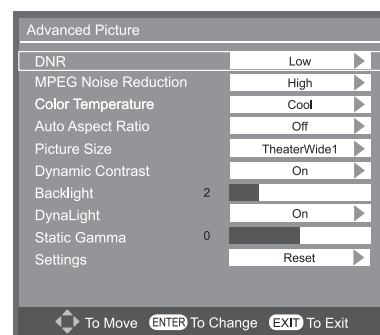 Advanced Picture
DNR Low
MPEG Noise Reduction High
Color Temperature Cool
Auto Aspect Ratio Off
Picture Size TheaterWide1
Dynamic Contrast On
Backlight 2
DynaLight On
Static Gamma 0
Settings Reset
To Move ENTER To Change EXIT To Exit